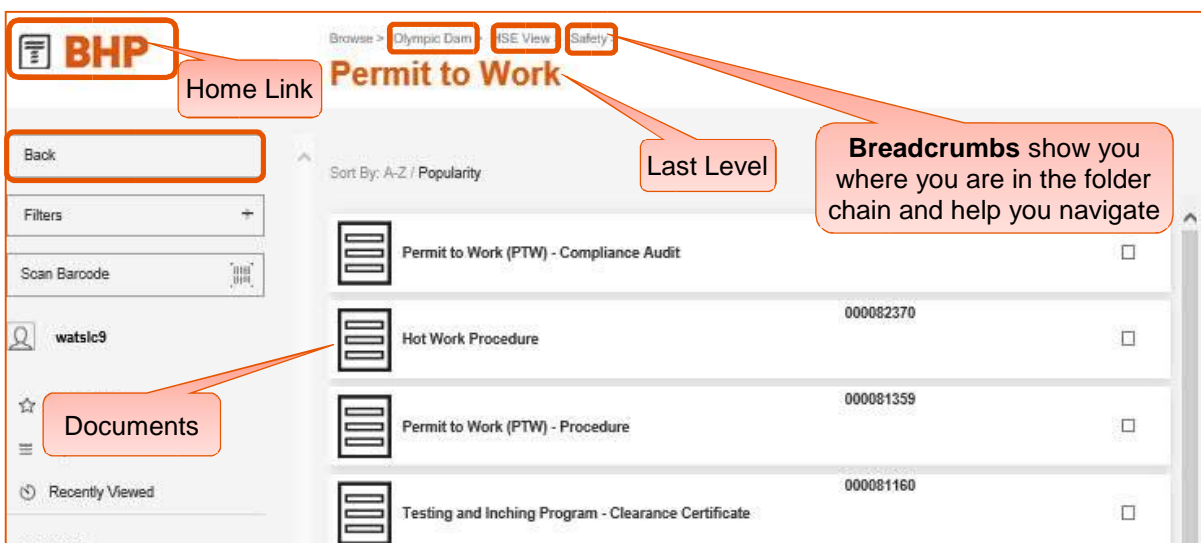 BHP
Home Link
Browse > Olympic Dam > HSE View > Safety >
Permit to Work
Last Level
Breadcrumbs show you
where you are in the folder
chain and help you navigate
Back
Filters +
Scan Barcode
watslc9
Documents
Recently Viewed
Sort By: A-Z / Popularity
Permit to Work (PTW) - Compliance Audit
000082370
Hot Work Procedure
000081359
Permit to Work (PTW) - Procedure
000081160
Testing and Inching Program - Clearance Certificate